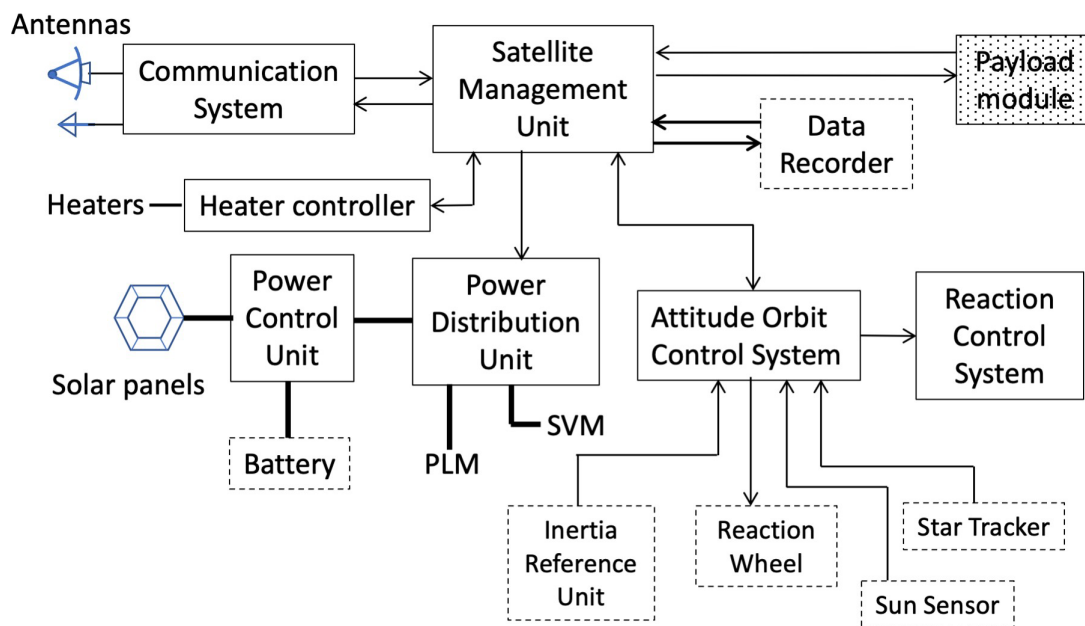 Antennas
Communication
System
Satellite
Management
Unit
Payload
module
Data
Recorder
Heaters
Heater controller
Power
Control
Unit
Power
Distribution
Unit
Attitude Orbit
Control System
Reaction
Control
System
Solar panels
SVM
Battery
PLM
Inertia
Reference
Unit
Reaction
Wheel
Star Tracker
Sun Sensor